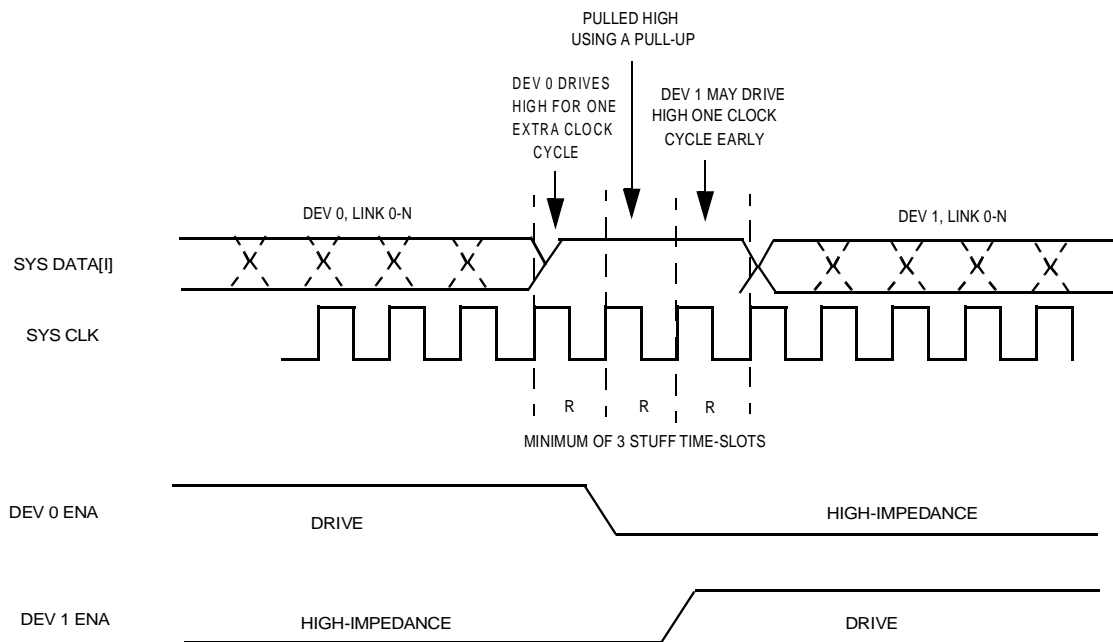 PULLED HIGH
USING A PULL-UP
DEV 0 DRIVES
HIGH FOR ONE
EXTRA CLOCK
CYCLE
DEV 1 MAY DRIVE
HIGH ONE CLOCK
CYCLE EARLY
DEV 0, LINK 0-N
DEV 1, LINK 0-N
SYS DATA[I]
SYS CLK
R R R
MINIMUM OF 3 STUFF TIME-SLOTS
DEV 0 ENA
DRIVE
HIGH-IMPEDANCE
DEV 1 ENA
HIGH-IMPEDANCE
DRIVE